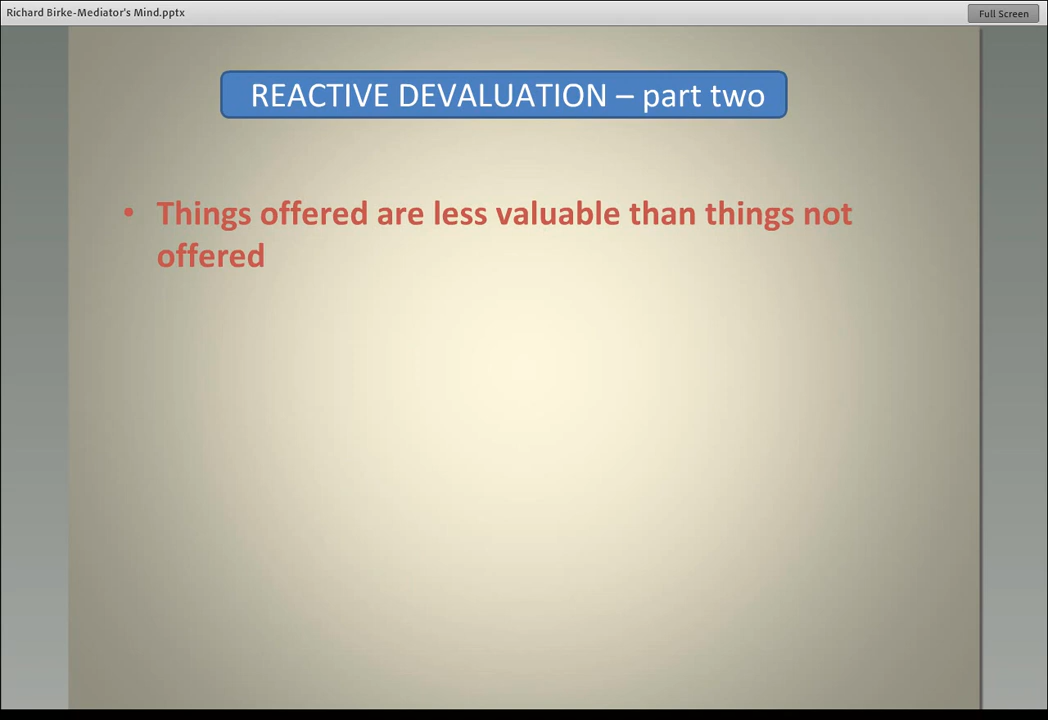 Richard Birke-Mediator's Mind.pptx
Full Screen
REACTIVE DEVALUATION – part two
• Things offered are less valuable than things not
offered